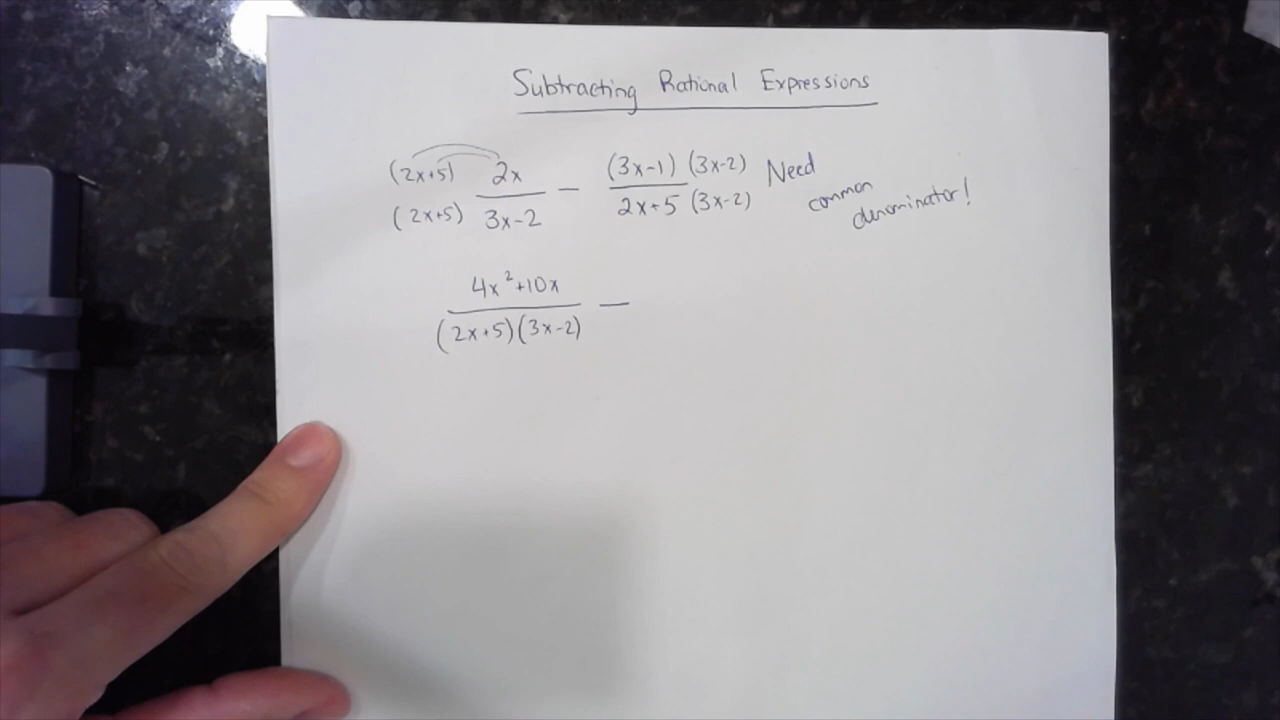 Subtracting Rational Expressions
(2x+5) 2x (3x-1) (3x-2) Need
— common
(2x+5) 3x-2 2x+5 (3x-2) denominator!
4x²+10x
—
(2x+5)(3x-2)